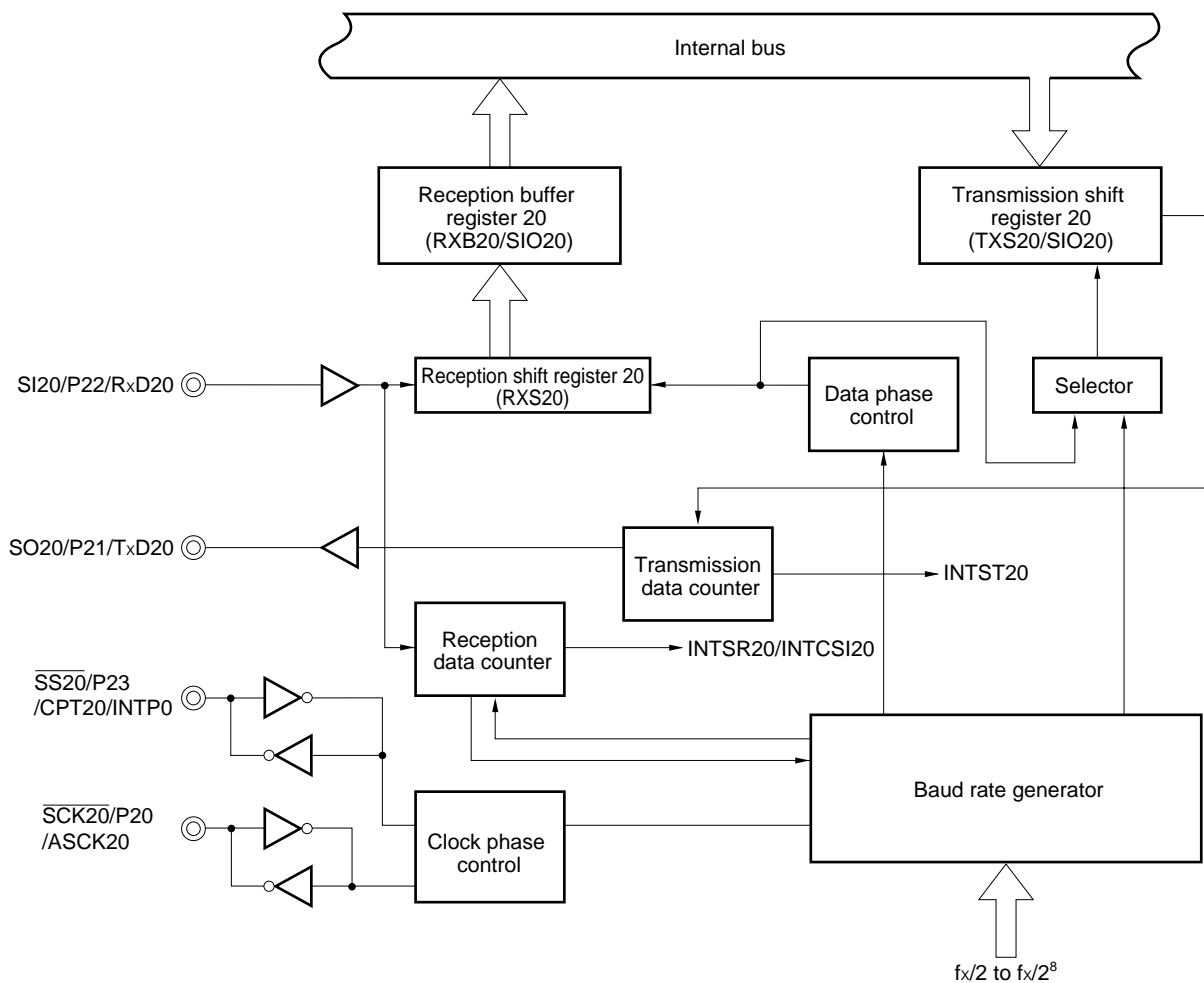 Internal bus
Reception buffer
register 20
(RXB20/SIO20)
Transmission shift
register 20
(TXS20/SIO20)
SI20/P22/RxD20
Reception shift register 20
(RXS20)
Data phase
control
Selector
SO20/P21/TxD20
Transmission
data counter
INTST20
Reception
data counter
INTSR20/INTCSI20
SS20/P23
/CPT20/INTP0
Baud rate generator
SCK20/P20
/ASCK20
Clock phase
control
fx/2 to fx/2⁸